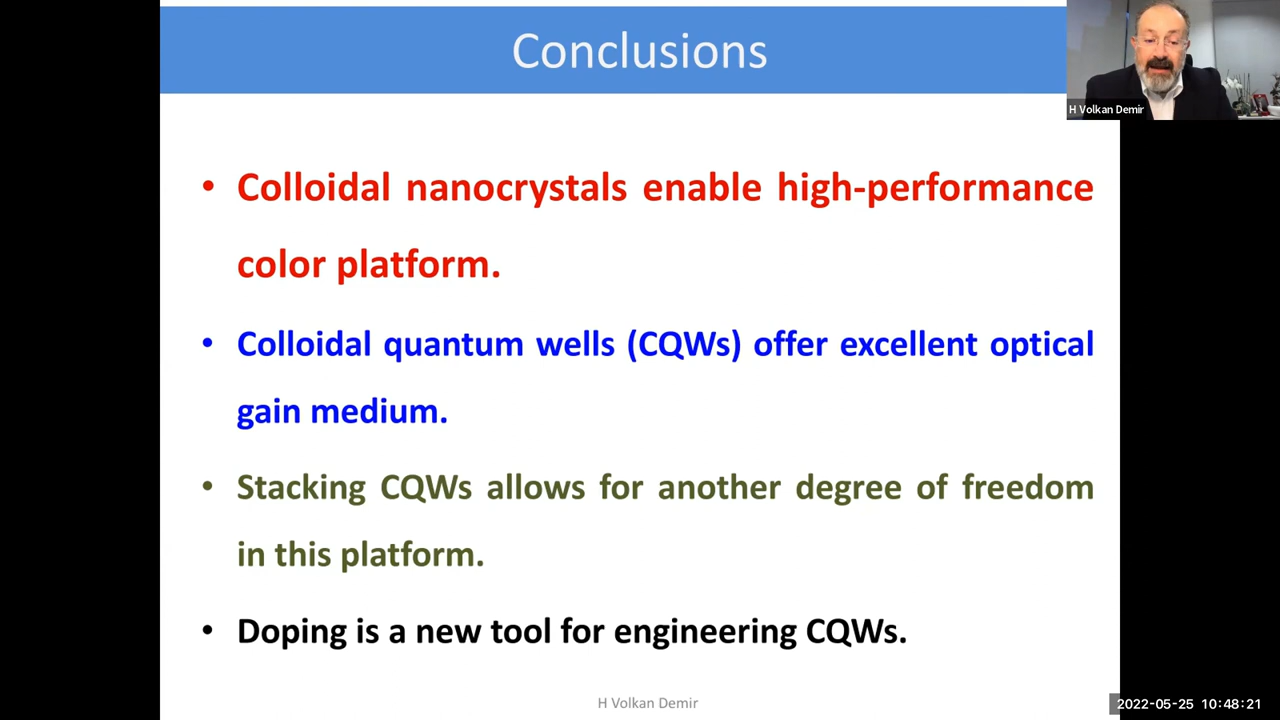 Conclusions
H Volkan Demir
• Colloidal nanocrystals enable high-performance
color platform.
• Colloidal quantum wells (CQWs) offer excellent optical
gain medium.
• Stacking CQWs allows for another degree of freedom
in this platform.
• Doping is a new tool for engineering CQWs.
H Volkan Demir
2022-05-25 10:48:21